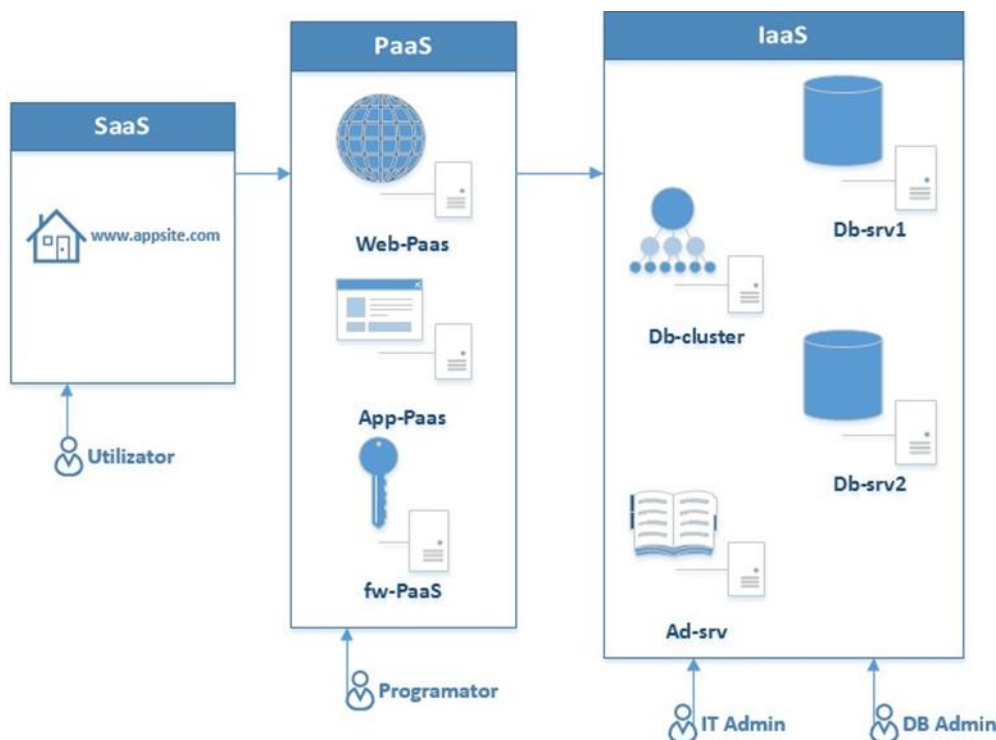 SaaS
www.appsite.com
Utilizator
PaaS
Web-Paas
App-Paas
fw-PaaS
Programator
IaaS
Db-srv1
Db-cluster
Db-srv2
Ad-srv
IT Admin
DB Admin